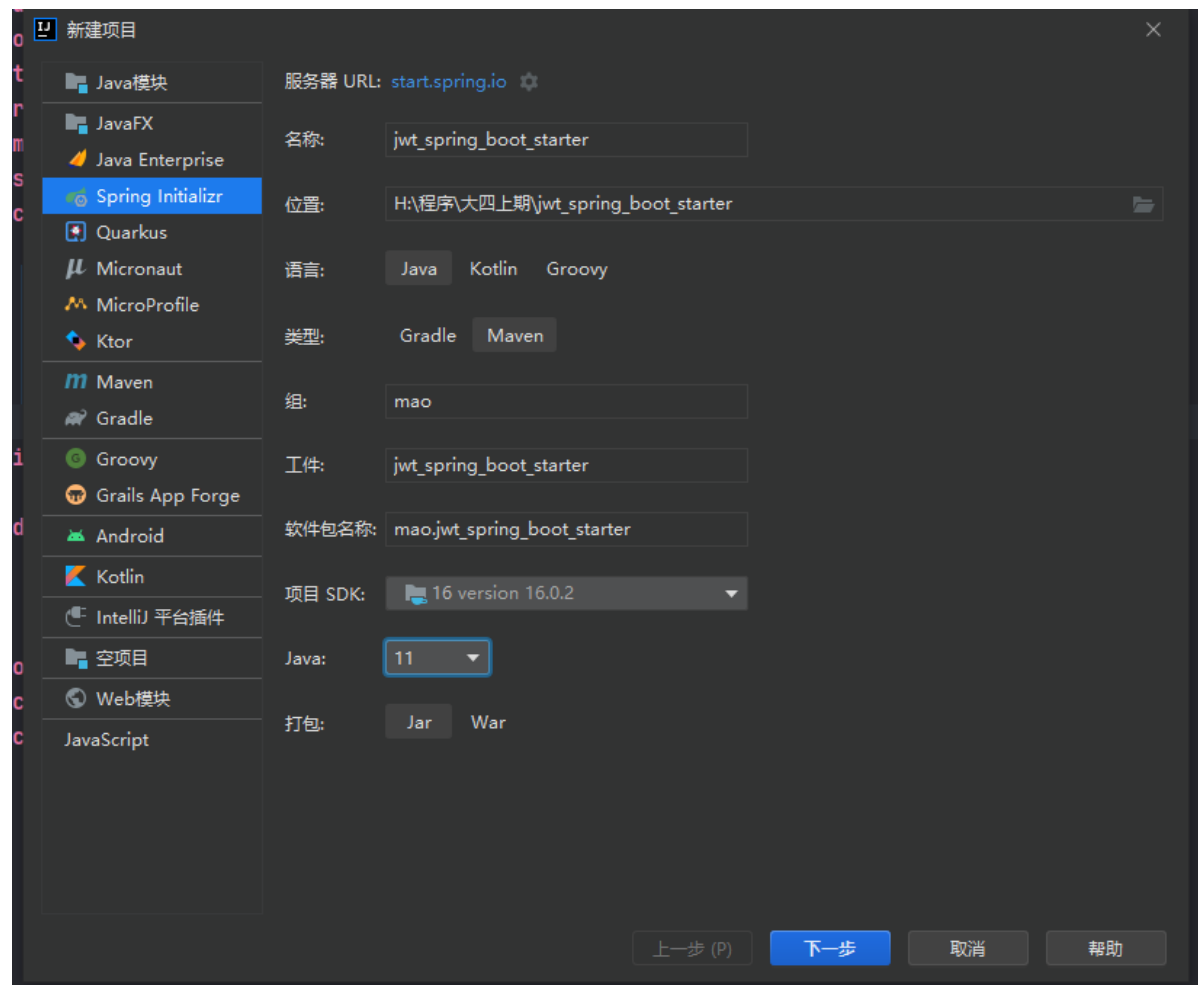 新建项目
Java模块
JavaFX
Java Enterprise
Spring Initializr
Quarkus
Micronaut
MicroProfile
Ktor
Maven
Gradle
Groovy
Grails App Forge
Android
Kotlin
IntelliJ 平台插件
空项目
Web模块
JavaScript
服务器 URL: start.spring.io
名称: jwt_spring_boot_starter
位置: H:\程序\大四上期\jwt_spring_boot_starter
语言: Java Kotlin Groovy
类型: Gradle Maven
组: mao
工件: jwt_spring_boot_starter
软件包名称: mao.jwt_spring_boot_starter
项目 SDK: 16 version 16.0.2
Java: 11
打包: Jar War
上一步 (P) 下一步 取消 帮助